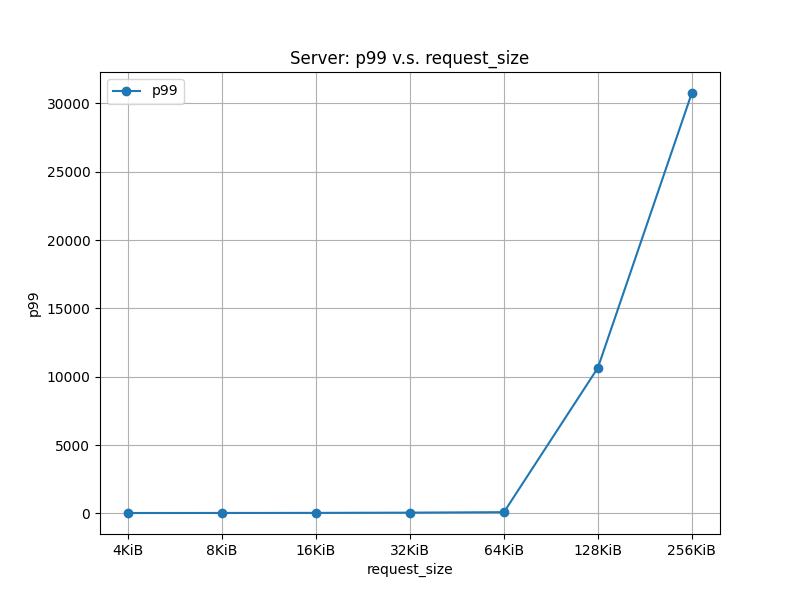 Server: p99 v.s. request_size
p99
30000
25000
20000
15000
10000
5000
0
p99
4KiB 8KiB 16KiB 32KiB 64KiB 128KiB 256KiB
request_size